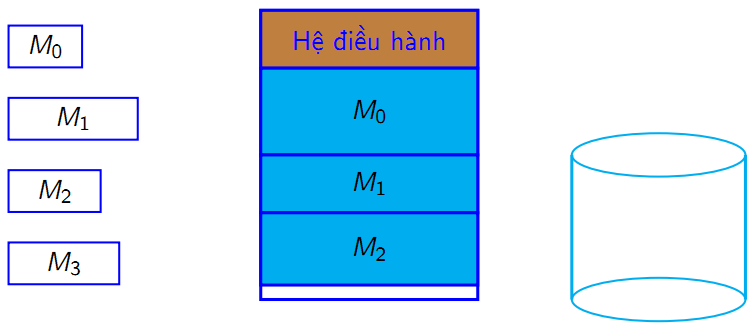 M₀
M₁
M₂
M₃
Hệ điều hành
M₀
M₁
M₂